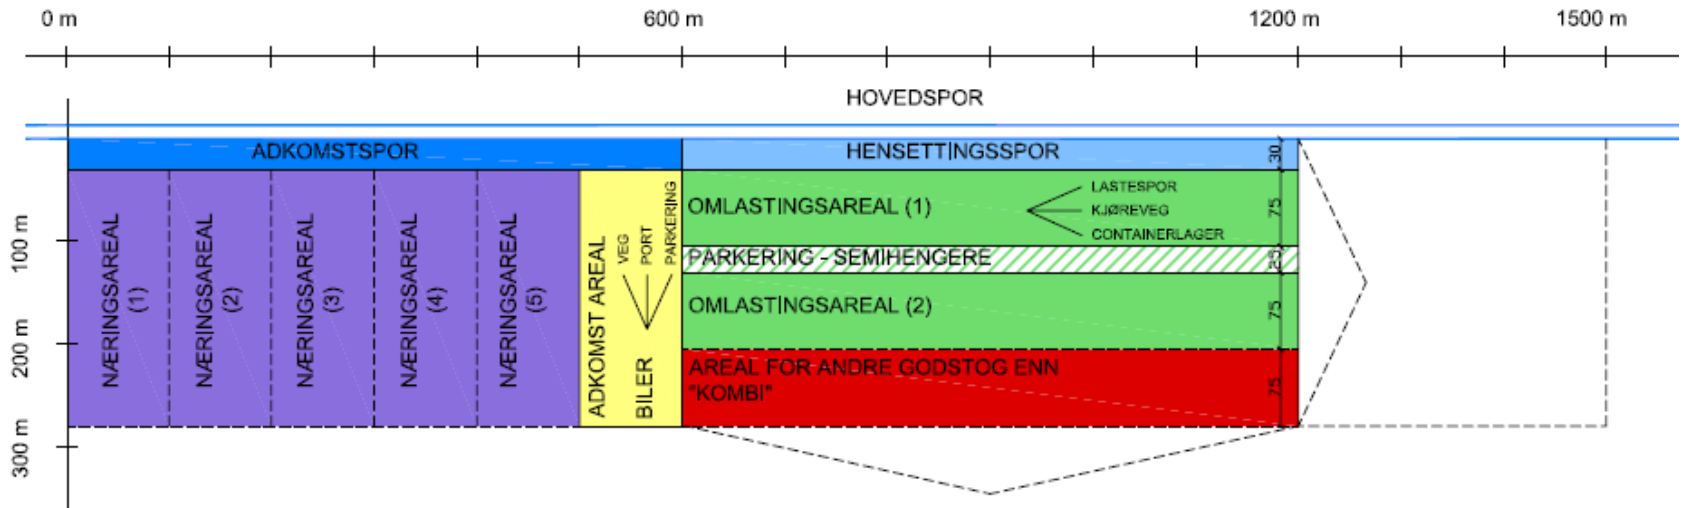 0 m
600 m
1200 m
1500 m
HOVEDSPOR
ADKOMSTSPOR
HENSETTINGSSPOR
30
100 m
200 m
300 m
NÆRINGSAREAL
(1)
NÆRINGSAREAL
(2)
NÆRINGSAREAL
(3)
NÆRINGSAREAL
(4)
NÆRINGSAREAL
(5)
ADKOMST AREAL
BILER
VEG
PORT
PARKERING
OMLASTINGSAREAL (1)
LASTESPOR
KJØREVEG
CONTAINERLAGER
75
PARKERING - SEMIHENGERE
25
OMLASTINGSAREAL (2)
75
AREAL FOR ANDRE GODSTOG ENN
"KOMBI"
75